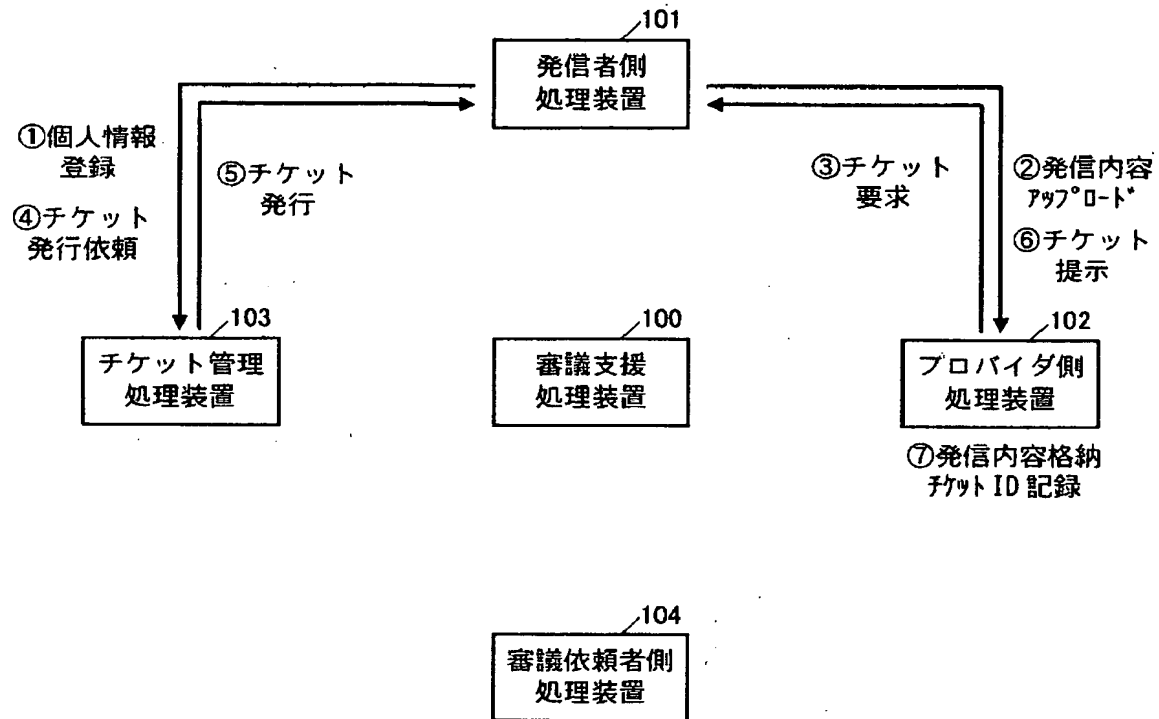 101
発信者側
処理装置
①個人情報
登録
④チケット
発行依頼
⑤チケット
発行
③チケット
要求
②発信内容
ｱｯﾌﾟﾛｰﾄﾞ
⑥チケット
提示
103
チケット管理
処理装置
100
審議支援
処理装置
102
プロバイダ側
処理装置
⑦発信内容格納
ﾁｹｯﾄ ID 記録
104
審議依頼者側
処理装置